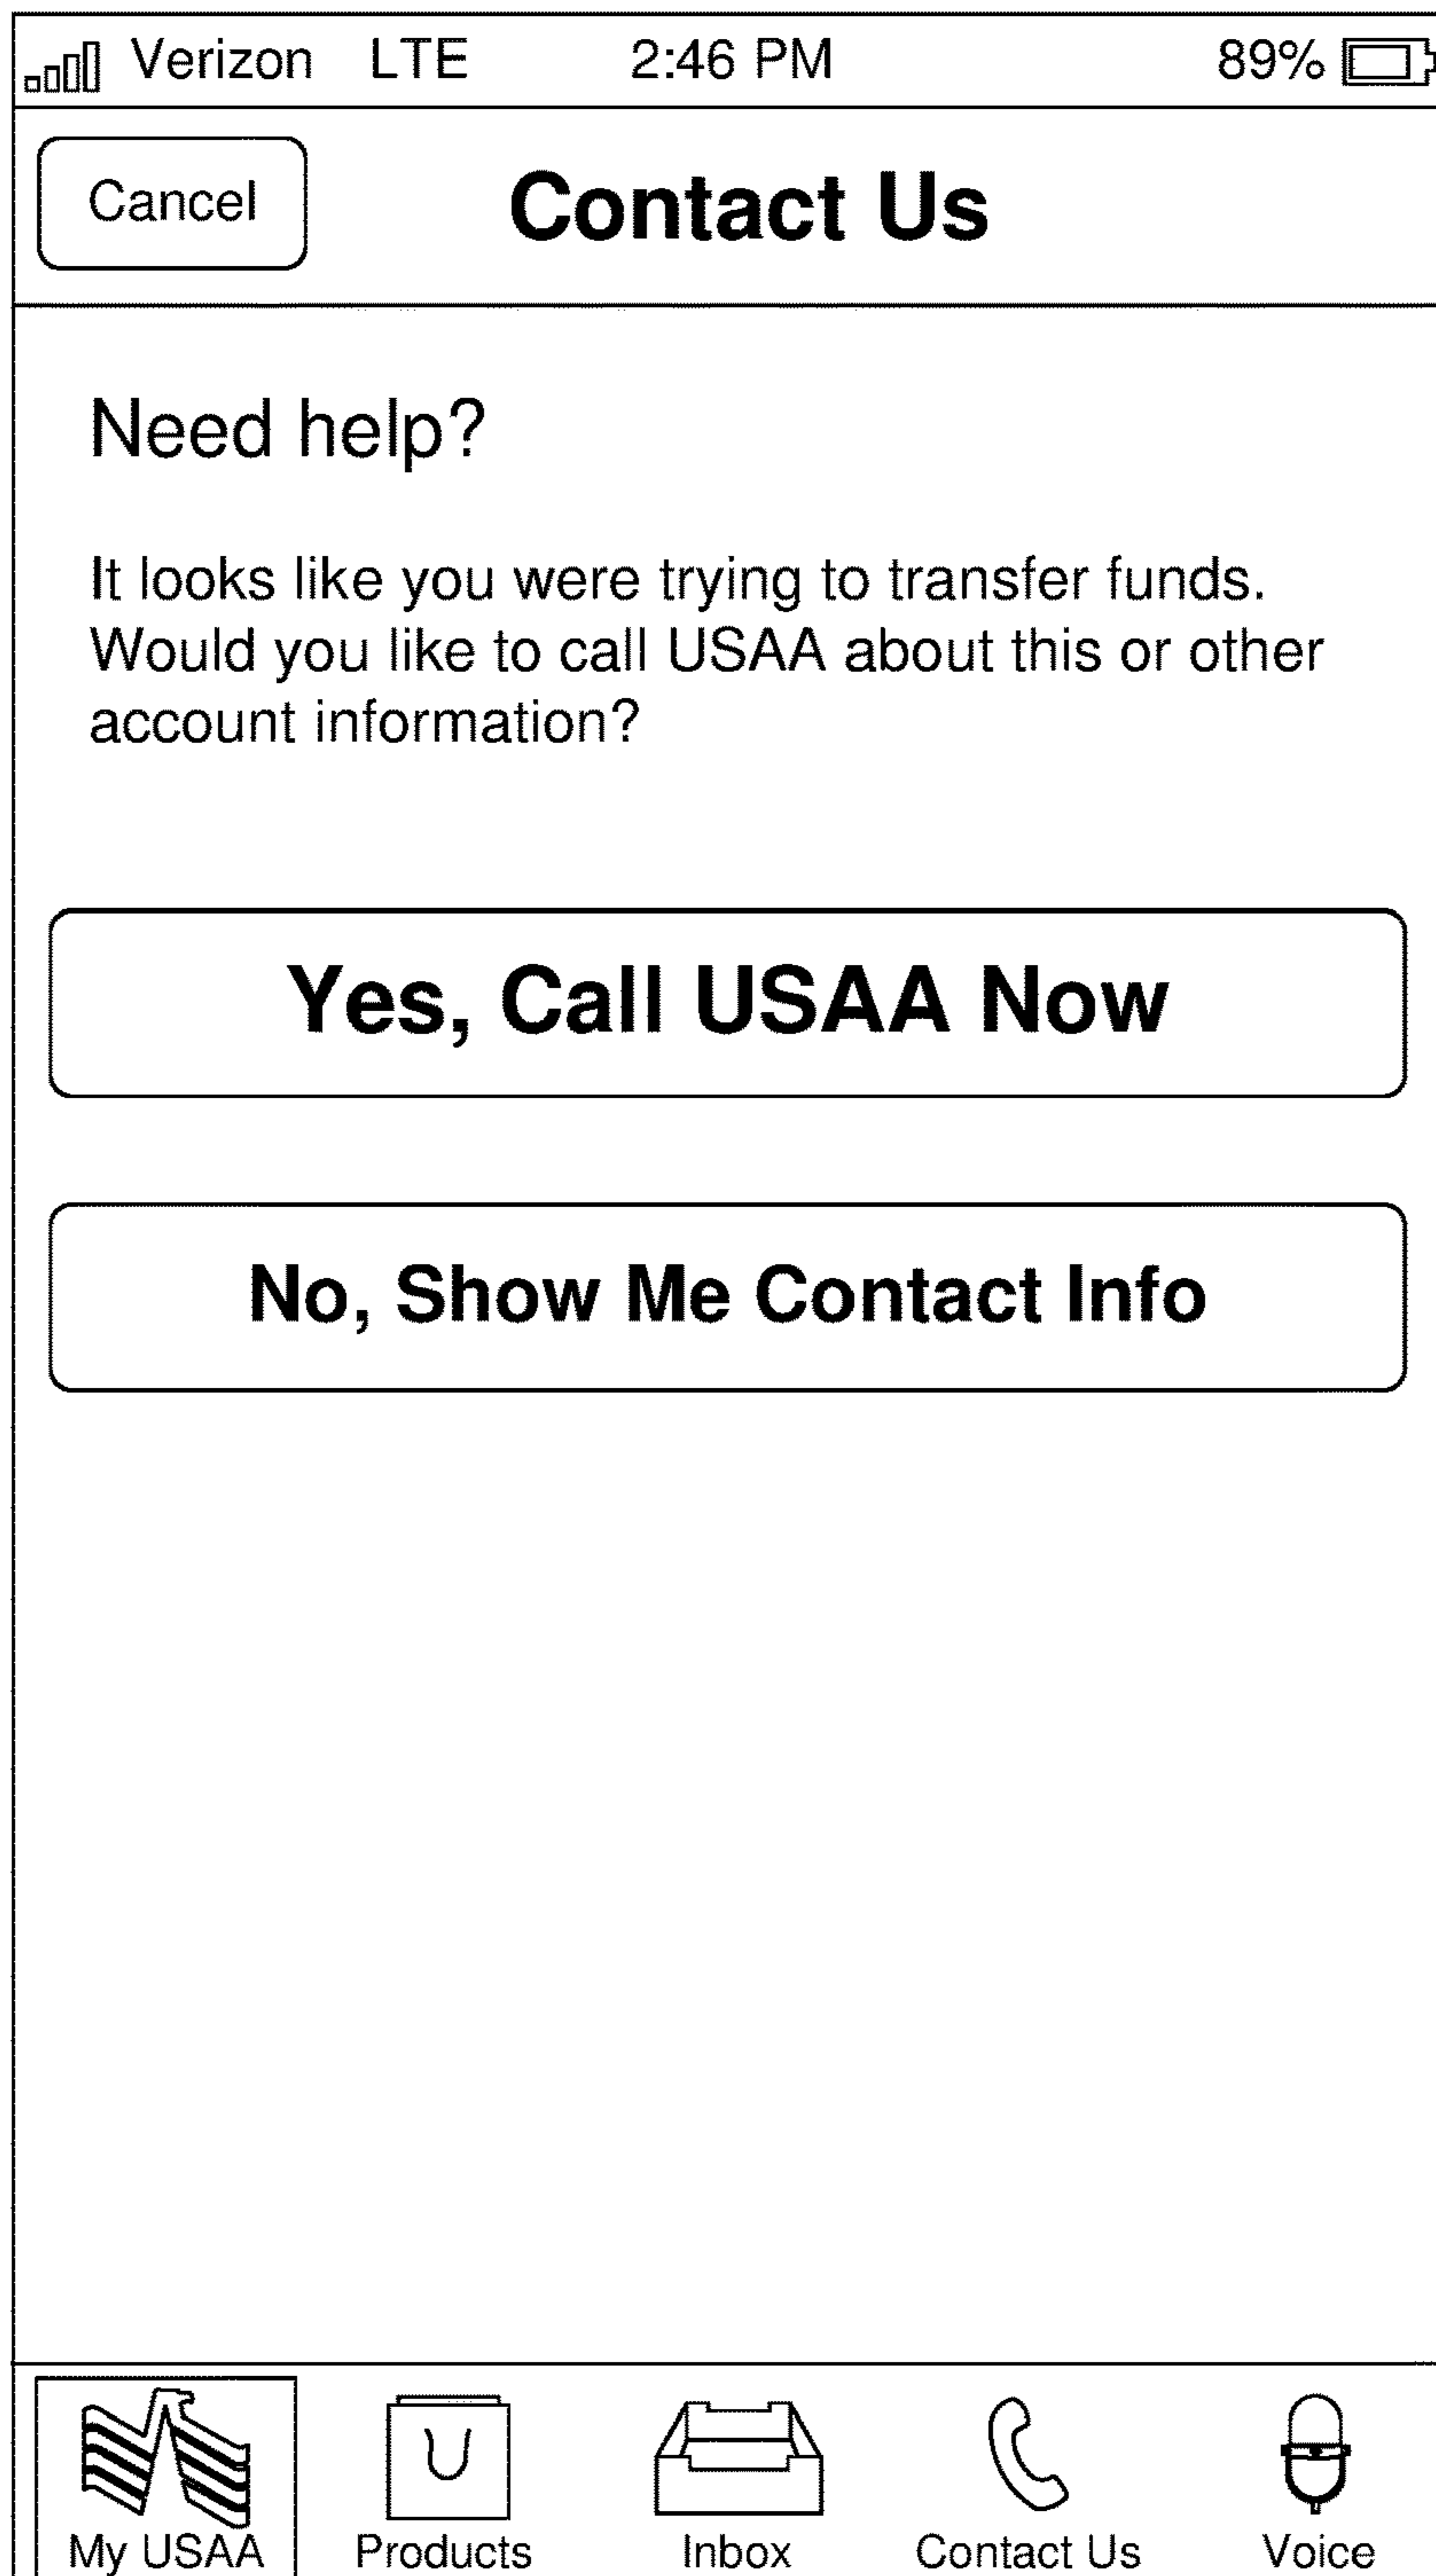 Verizon LTE 2:46 PM 89%
Cancel Contact Us
Need help?
It looks like you were trying to transfer funds.
Would you like to call USAA about this or other
account information?
Yes, Call USAA Now
No, Show Me Contact Info
My USAA Products Inbox Contact Us Voice